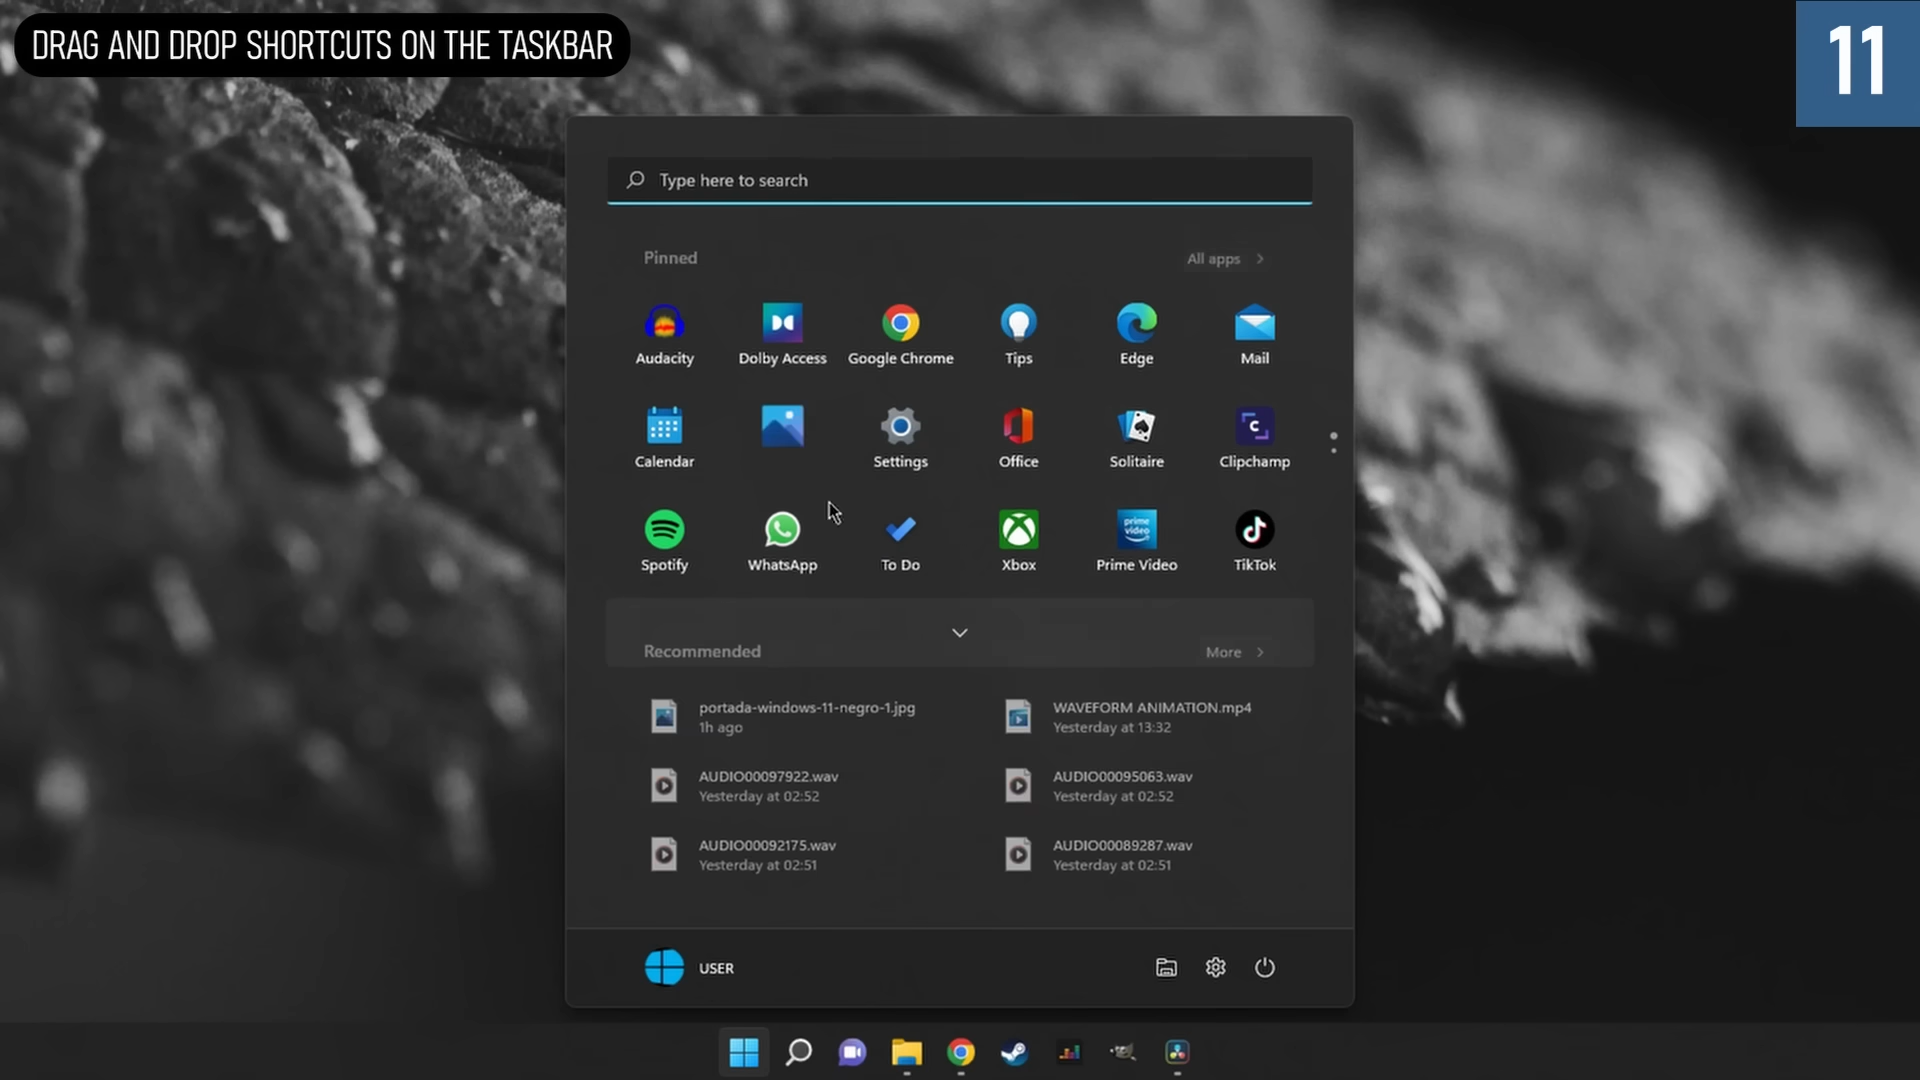 DRAG AND DROP SHORTCUTS ON THE TASKBAR
11
Type here to search
Pinned
All apps
Audacity
Dolby Access
Google Chrome
Tips
Edge
Mail
Calendar
Settings
Office
Solitaire
Clipchamp
Spotify
WhatsApp
To Do
Xbox
prime video
Prime Video
TikTok
Recommended
More
portada-windows-11-negro-1.jpg
1h ago
WAVEFORM ANIMATION.mp4
Yesterday at 13:32
AUDIO00097922.wav
Yesterday at 02:52
AUDIO00095063.wav
Yesterday at 02:52
AUDIO00092175.wav
Yesterday at 02:51
AUDIO00089287.wav
Yesterday at 02:51
USER